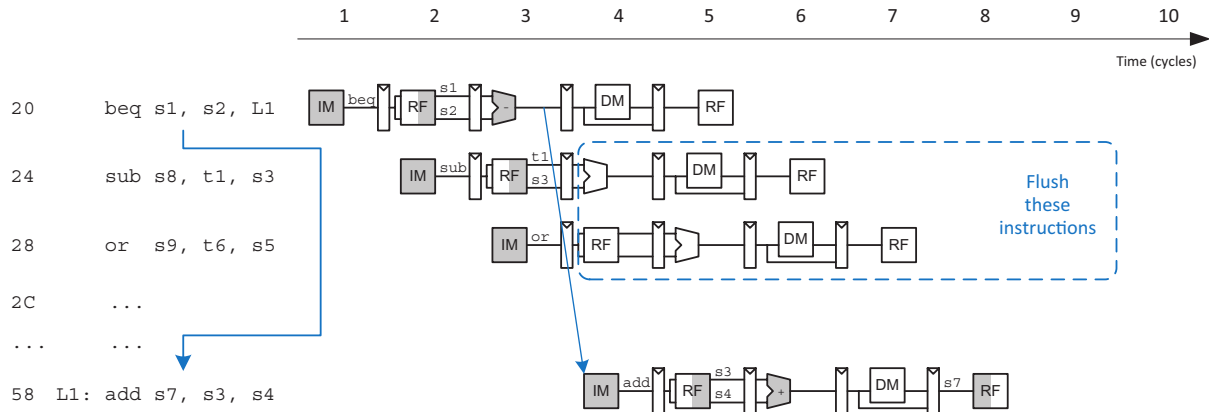 1 2 3 4 5 6 7 8 9 10
Time (cycles)
20 beq s1, s2, L1 IM beq RF s1 s2 - DM RF
24 sub s8, t1, s3 IM sub RF t1 s3 DM RF
28 or s9, t6, s5 IM or RF DM RF
Flush
these
instructions
2C ...
... ...
58 L1: add s7, s3, s4 IM add RF s3 s4 + DM s7 RF